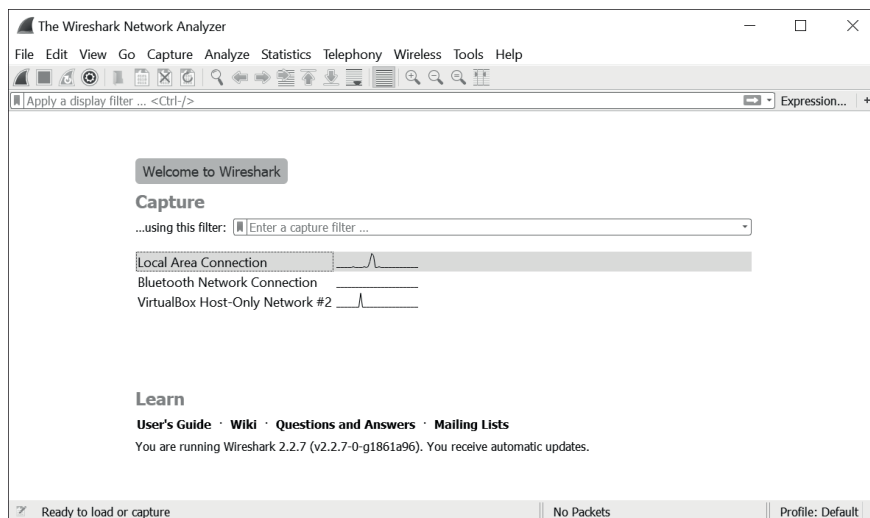 The Wireshark Network Analyzer
File Edit View Go Capture Analyze Statistics Telephony Wireless Tools Help
Apply a display filter ... <Ctrl-/> Expression... +
Welcome to Wireshark
Capture
...using this filter: Enter a capture filter ...
Local Area Connection
Bluetooth Network Connection
VirtualBox Host-Only Network #2
Learn
User's Guide · Wiki · Questions and Answers · Mailing Lists
You are running Wireshark 2.2.7 (v2.2.7-0-g1861a96). You receive automatic updates.
Ready to load or capture No Packets Profile: Default